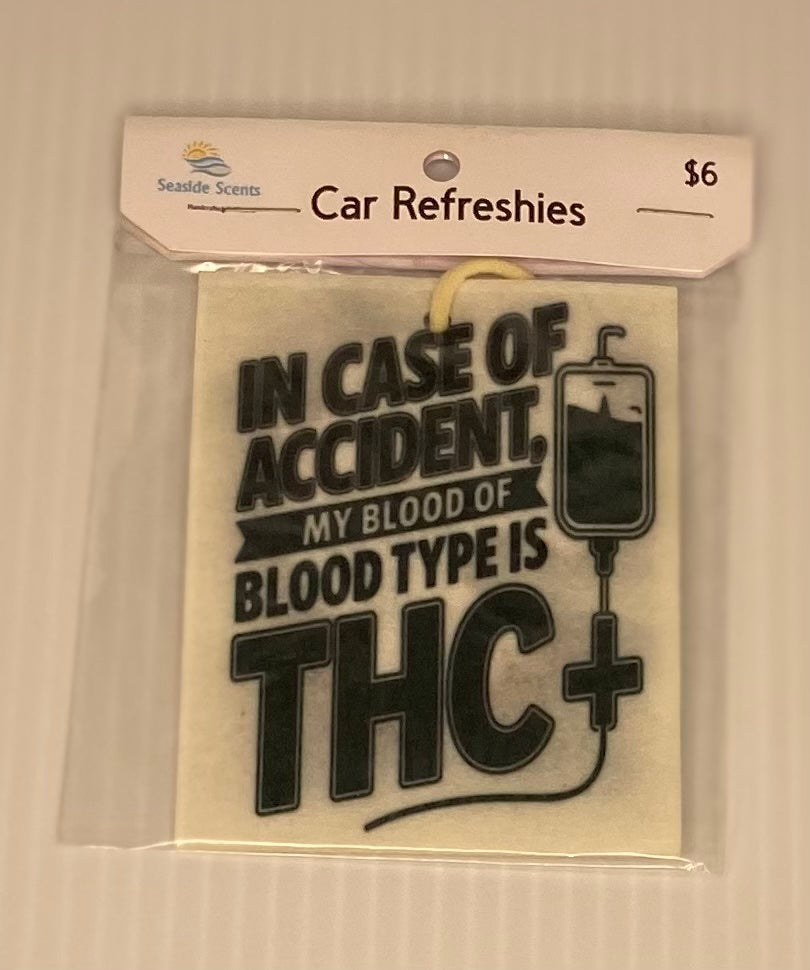 Seaside Scents
$6
Car Refreshies
IN CASE OF
ACCIDENT,
MY BLOOD OF
BLOOD TYPE IS
THC+